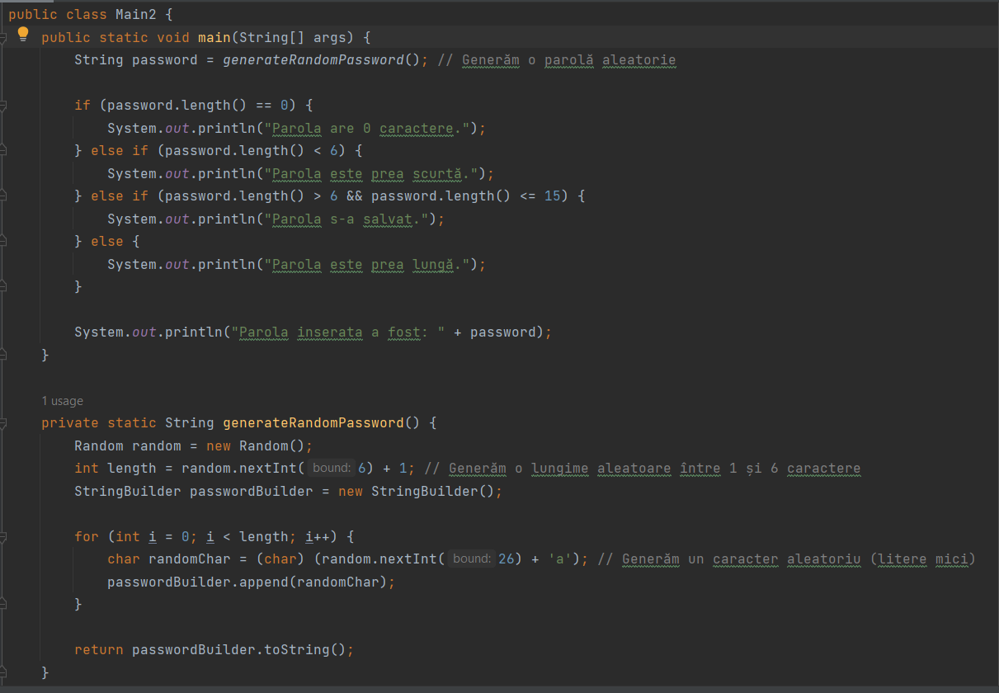 public class Main2 {
public static void main(String[] args) {
String password = generateRandomPassword(); // Generăm o parolă aleatorie
if (password.length() == 0) {
System.out.println("Parola are 0 caractere.");
} else if (password.length() < 6) {
System.out.println("Parola este prea scurtă.");
} else if (password.length() > 6 && password.length() <= 15) {
System.out.println("Parola s-a salvat.");
} else {
System.out.println("Parola este prea lungă.");
}
System.out.println("Parola inserata a fost: " + password);
}
1 usage
private static String generateRandomPassword() {
Random random = new Random();
int length = random.nextInt( bound: 6) + 1; // Generăm o lungime aleatoare între 1 și 6 caractere
StringBuilder passwordBuilder = new StringBuilder();
for (int i = 0; i < length; i++) {
char randomChar = (char) (random.nextInt( bound: 26) + 'a'); // Generăm un caracter aleatoriu (litere mici)
passwordBuilder.append(randomChar);
}
return passwordBuilder.toString();
}